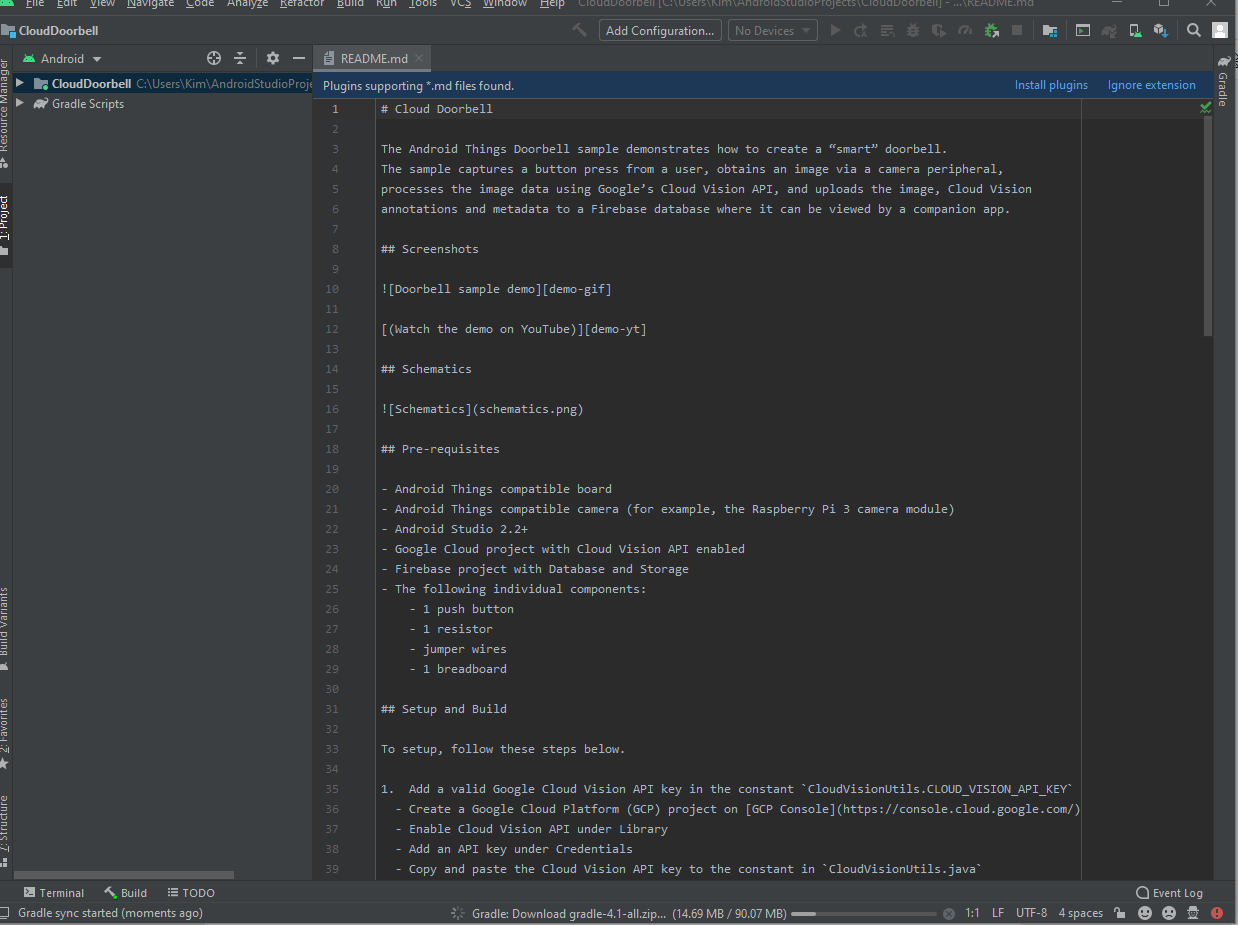 File Edit View Navigate Code Analyze Refactor Build Run Tools VCS Window Help CloudDoorbell [C:\Users\Kim\AndroidStudioProjects\CloudDoorbell] - ...\README.md
CloudDoorbell
Add Configuration...
No Devices
Android
README.md
CloudDoorbell C:\Users\Kim\AndroidStudioProje
Gradle Scripts
Plugins supporting *.md files found.
Install plugins
Ignore extension
Resource Manager
1: Project
Build Variants
2: Favorites
7: Structure
Gradle
1 # Cloud Doorbell
2
3 The Android Things Doorbell sample demonstrates how to create a “smart” doorbell.
4 The sample captures a button press from a user, obtains an image via a camera peripheral,
5 processes the image data using Google’s Cloud Vision API, and uploads the image, Cloud Vision
6 annotations and metadata to a Firebase database where it can be viewed by a companion app.
7
8 ## Screenshots
9
10 ![Doorbell sample demo][demo-gif]
11
12 [(Watch the demo on YouTube)][demo-yt]
13
14 ## Schematics
15
16 ![Schematics](schematics.png)
17
18 ## Pre-requisites
19
20 - Android Things compatible board
21 - Android Things compatible camera (for example, the Raspberry Pi 3 camera module)
22 - Android Studio 2.2+
23 - Google Cloud project with Cloud Vision API enabled
24 - Firebase project with Database and Storage
25 - The following individual components:
26 - 1 push button
27 - 1 resistor
28 - jumper wires
29 - 1 breadboard
30
31 ## Setup and Build
32
33 To setup, follow these steps below.
34
35 1. Add a valid Google Cloud Vision API key in the constant `CloudVisionUtils.CLOUD_VISION_API_KEY`
36 - Create a Google Cloud Platform (GCP) project on [GCP Console](https://console.cloud.google.com/)
37 - Enable Cloud Vision API under Library
38 - Add an API key under Credentials
39 - Copy and paste the Cloud Vision API key to the constant in `CloudVisionUtils.java`
Terminal Build TODO Event Log
Gradle sync started (moments ago) Gradle: Download gradle-4.1-all.zip... (14.69 MB / 90.07 MB) 1:1 LF UTF-8 4 spaces